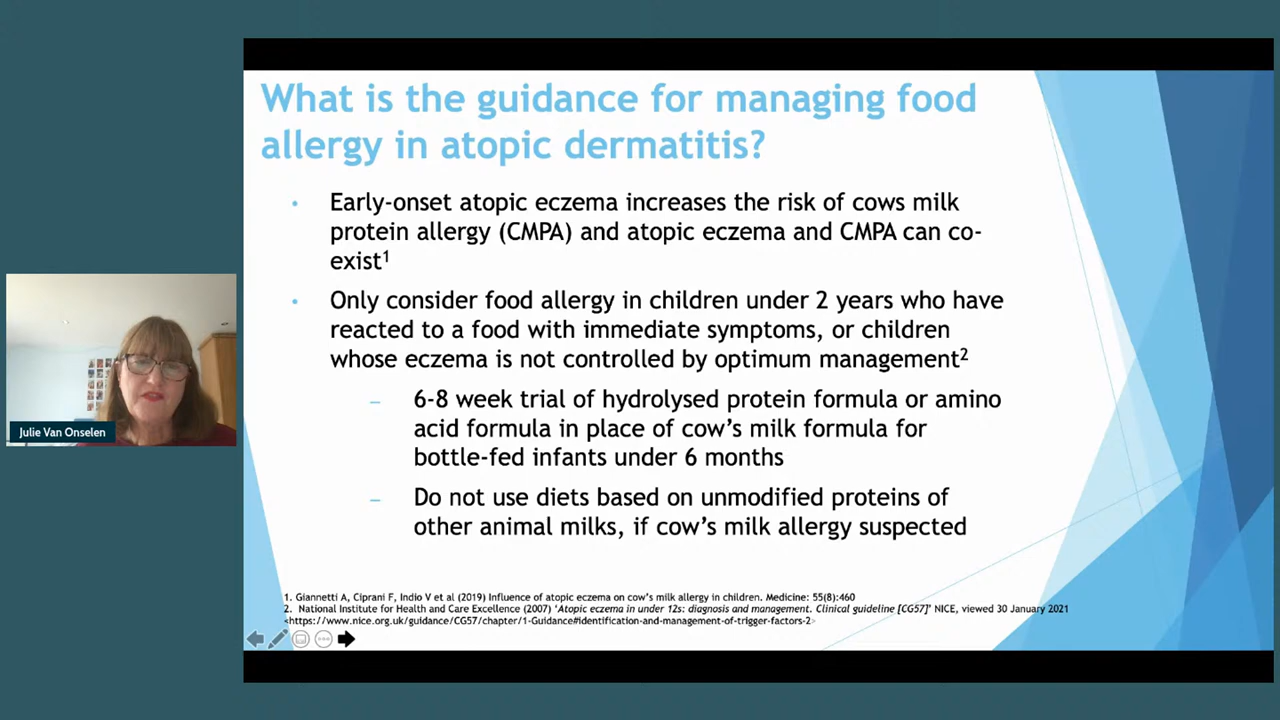 What is the guidance for managing food
allergy in atopic dermatitis?
• Early-onset atopic eczema increases the risk of cows milk
protein allergy (CMPA) and atopic eczema and CMPA can co-
exist¹
• Only consider food allergy in children under 2 years who have
reacted to a food with immediate symptoms, or children
whose eczema is not controlled by optimum management²
– 6-8 week trial of hydrolysed protein formula or amino
acid formula in place of cow’s milk formula for
bottle-fed infants under 6 months
– Do not use diets based on unmodified proteins of
other animal milks, if cow’s milk allergy suspected
Julie Van Onselen
1. Giannetti A, Cipriani F, Indio V et al (2019) Influence of atopic eczema on cow’s milk allergy in children. Medicine: 55(8):460
2. National Institute for Health and Care Excellence (2007) ‘Atopic eczema in under 12s: diagnosis and management. Clinical guideline [CG57]’ NICE, viewed 30 January 2021
<https://www.nice.org.uk/guidance/CG57/chapter/1-Guidance#identification-and-management-of-trigger-factors-2>